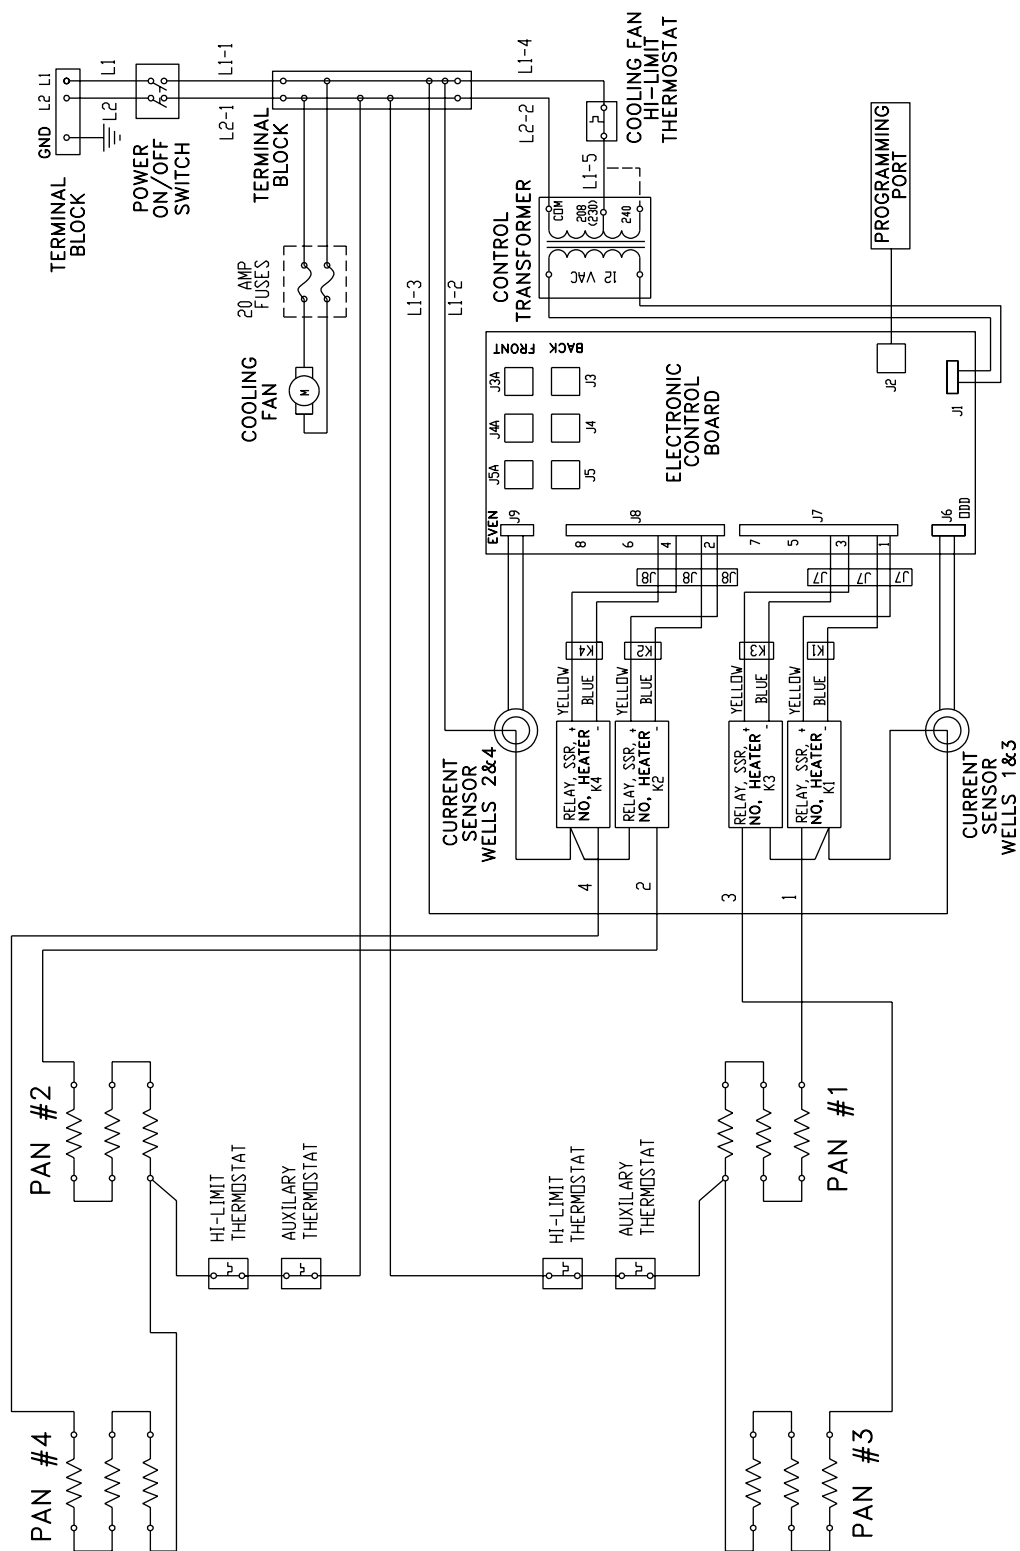 TERMINAL
BLOCK
GND
L2
L1
L1
L2
POWER
ON/OFF
SWITCH
L1-1
L2-1
TERMINAL
BLOCK
20 AMP
FUSES
COOLING
FAN
M
L1-3
L1-2
L1-4
L2-2
COOLING FAN
HI-LIMIT
THERMOSTAT
L1-5
CONTROL
TRANSFORMER
COM
208
(230)
240
12 VAC
PROGRAMMING
PORT
FRONT
BACK
J3A
J3
J4A
J4
J5A
J5
ELECTRONIC
CONTROL
BOARD
J2
J1
EVEN
J9
J8
8
6
4
2
J7
7
5
3
1
J6
ODD
J8
J8
J8
J7
J7
J7
K4
K2
K3
K1
YELLOW
BLUE
YELLOW
BLUE
YELLOW
BLUE
YELLOW
BLUE
RELAY, SSR, +
NO, HEATER -
K4
RELAY, SSR, +
NO, HEATER -
K2
RELAY, SSR, +
NO, HEATER -
K3
RELAY, SSR, +
NO, HEATER -
K1
CURRENT
SENSOR
WELLS 2&4
CURRENT
SENSOR
WELLS 1&3
4
2
3
1
PAN #2
PAN #1
HI-LIMIT
THERMOSTAT
AUXILARY
THERMOSTAT
HI-LIMIT
THERMOSTAT
AUXILARY
THERMOSTAT
PAN #4
PAN #3